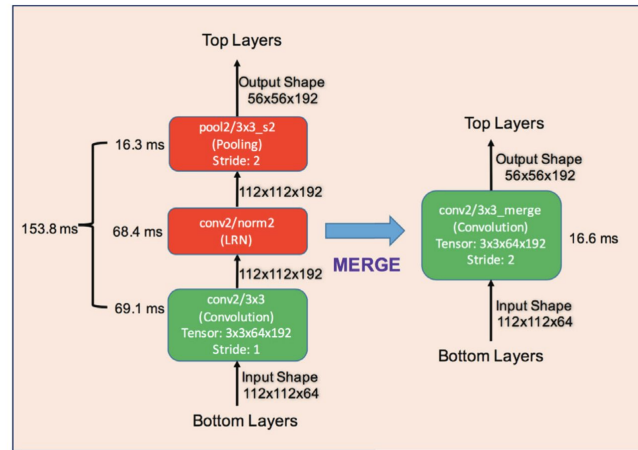 Top Layers
Output Shape
56x56x192
pool2/3x3_s2
(Pooling)
Stride: 2
16.3 ms
112x112x192
conv2/norm2
(LRN)
68.4 ms
153.8 ms
112x112x192
conv2/3x3
(Convolution)
Tensor: 3x3x64x192
Stride: 1
69.1 ms
Input Shape
112x112x64
Bottom Layers
MERGE
Top Layers
Output Shape
56x56x192
conv2/3x3_merge
(Convolution)
Tensor: 3x3x64x192
Stride: 2
16.6 ms
Input Shape
112x112x64
Bottom Layers